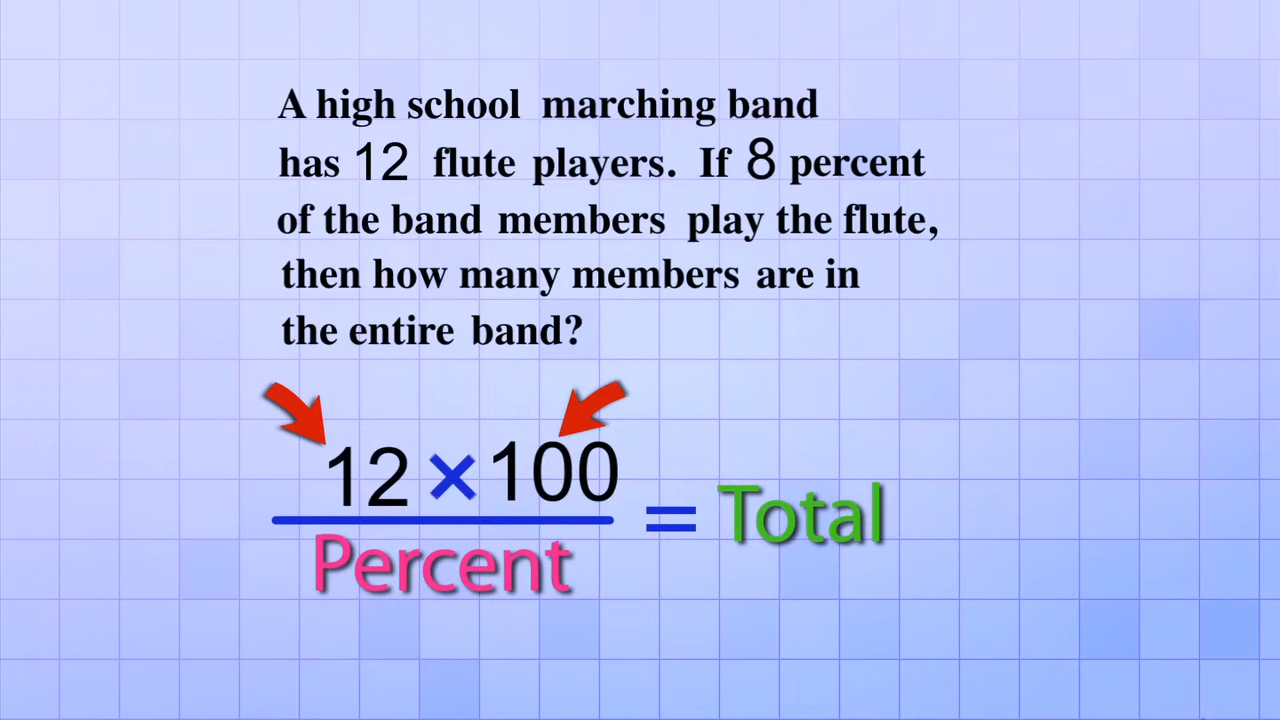 A high school marching band
has 12 flute players. If 8 percent
of the band members play the flute,
then how many members are in
the entire band?
12 × 100
= Total
Percent